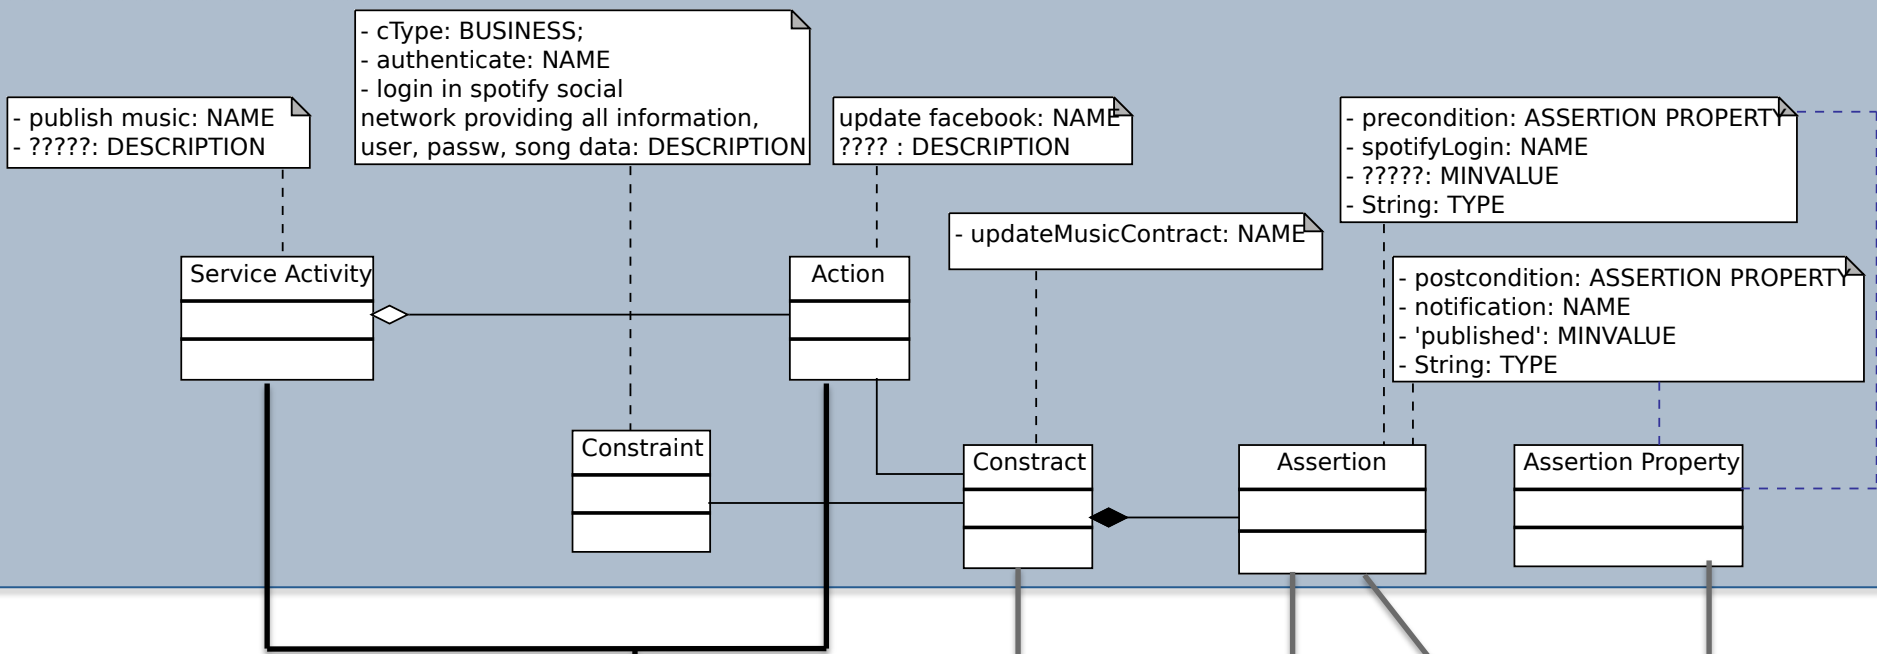 - cType: BUSINESS;
- authenticate: NAME
- login in spotify social
network providing all information,
user, passw, song data: DESCRIPTION
- publish music: NAME
- ?????: DESCRIPTION
update facebook: NAME
???? : DESCRIPTION
- precondition: ASSERTION PROPERTY
- spotifyLogin: NAME
- ?????: MINVALUE
- String: TYPE
- updateMusicContract: NAME
- postcondition: ASSERTION PROPERTY
- notification: NAME
- 'published': MINVALUE
- String: TYPE
Service Activity
Action
Constraint
Constract
Assertion
Assertion Property